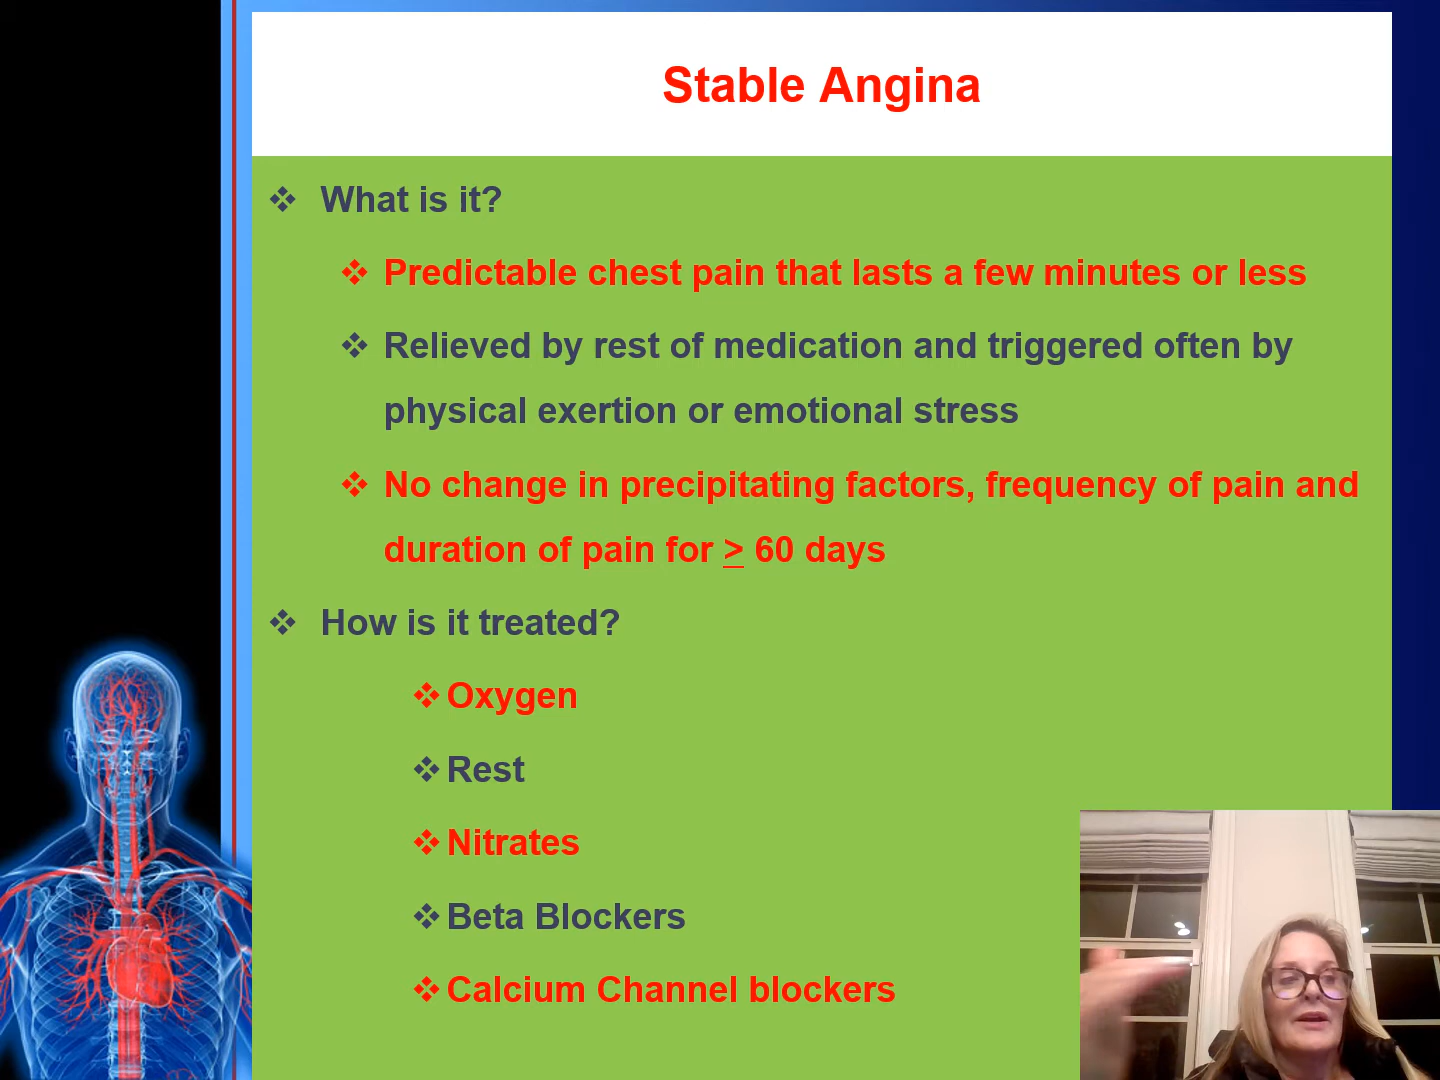 Stable Angina
What is it?
Predictable chest pain that lasts a few minutes or less
Relieved by rest of medication and triggered often by
physical exertion or emotional stress
No change in precipitating factors, frequency of pain and
duration of pain for > 60 days
How is it treated?
Oxygen
Rest
Nitrates
Beta Blockers
Calcium Channel blockers